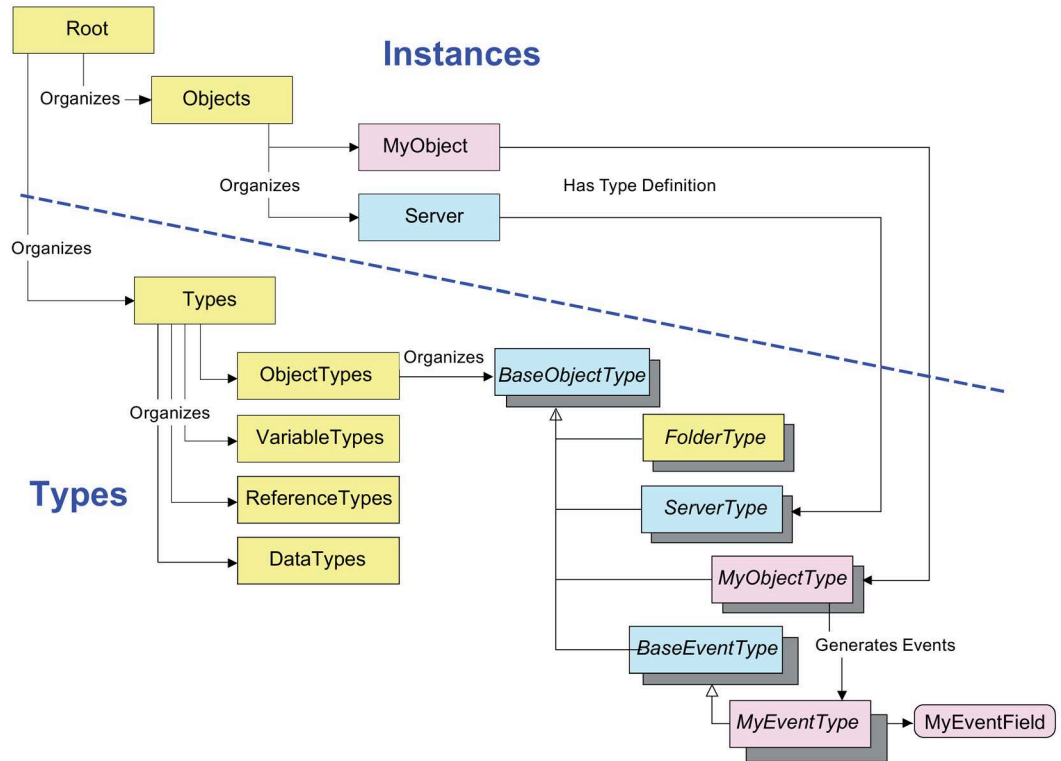 Root
Instances
Organizes
Objects
MyObject
Organizes
Has Type Definition
Server
Organizes
Types
Organizes
BaseObjectType
ObjectTypes
Organizes
VariableTypes
FolderType
Types
ReferenceTypes
ServerType
DataTypes
MyObjectType
BaseEventType
Generates Events
MyEventType
MyEventField